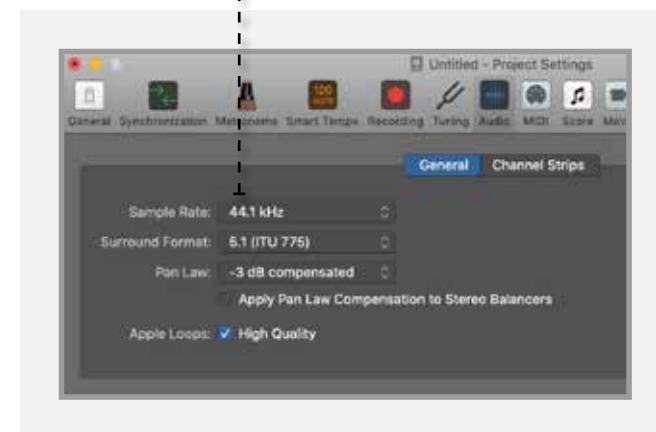 Untitled - Project Settings
General Synchronization Metronome Smart Tempo Recording Tuning Audio MIDI Score
General Channel Strips
Sample Rate: 44.1 kHz
Surround Format: 5.1 (ITU 775)
Pan Law: -3 dB compensated
Apply Pan Law Compensation to Stereo Balancers
Apple Loops: High Quality